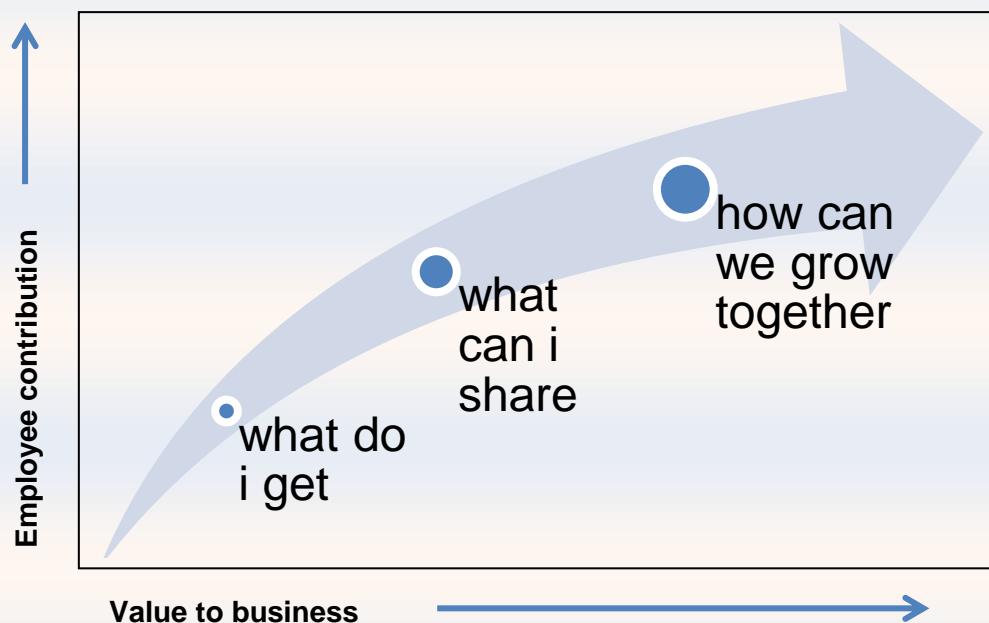 Employee contribution
how can
we grow
together
what
can i
share
what do
i get
Value to business